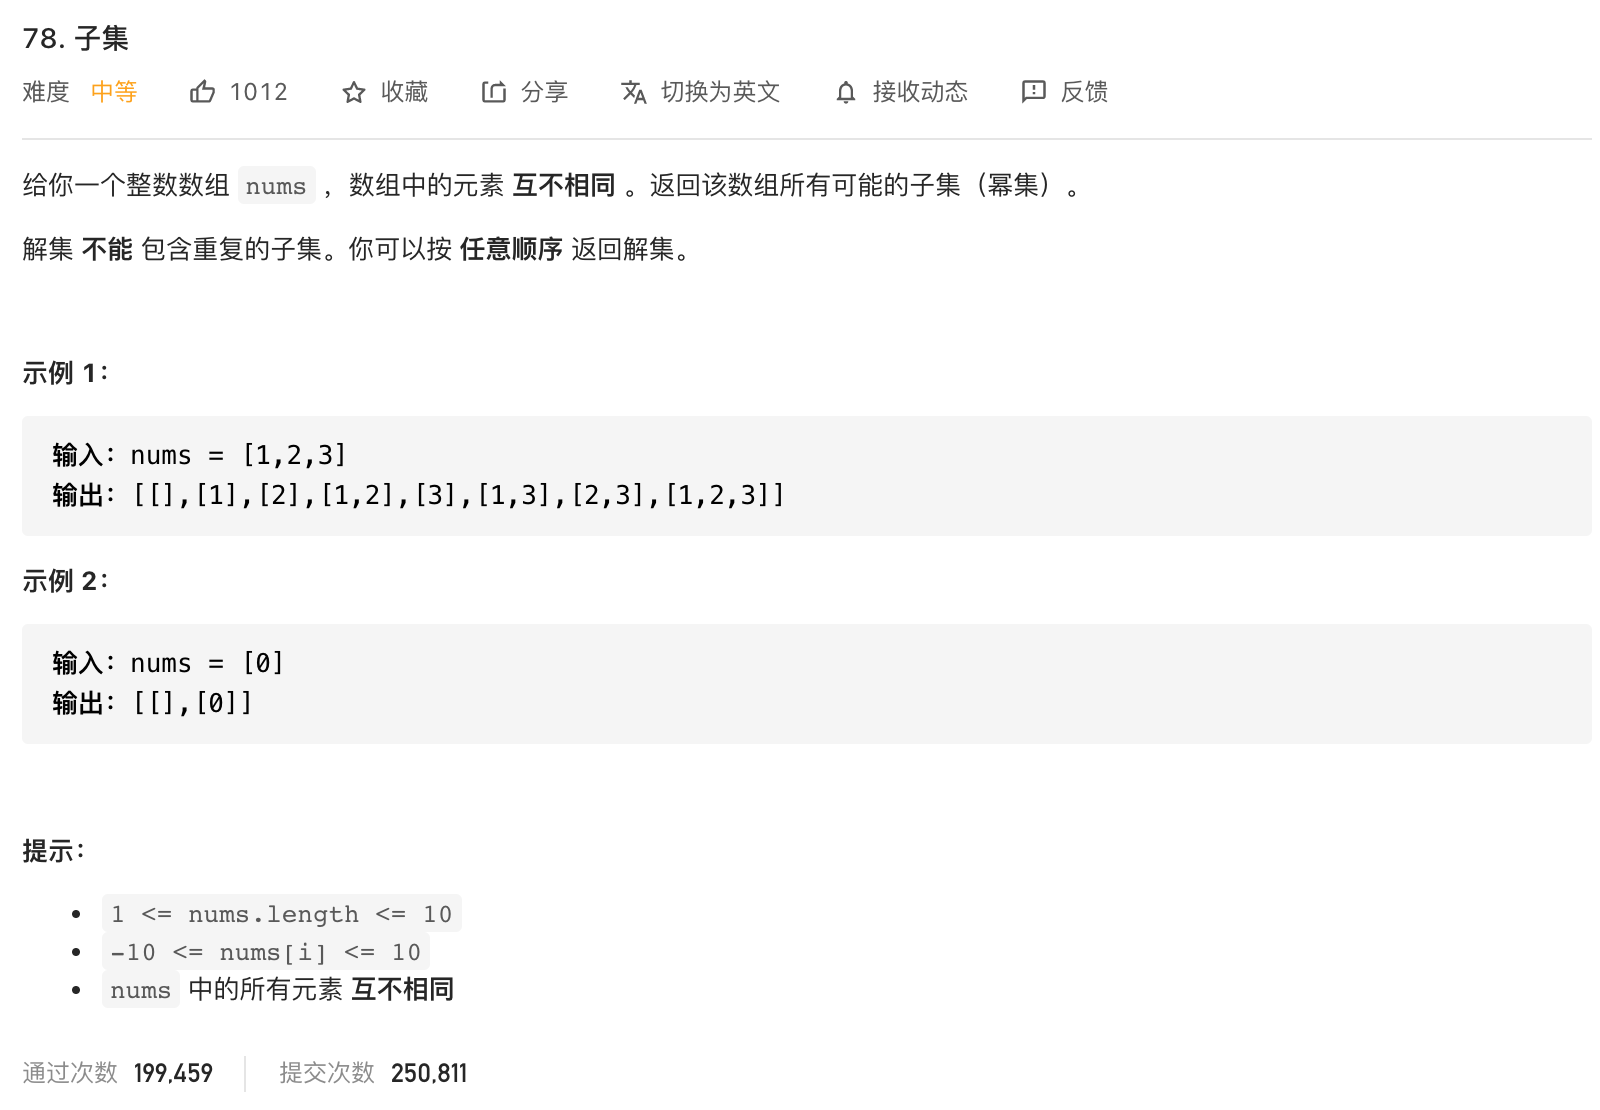 78. 子集
难度 中等 1012 收藏 分享 切换为英文 接收动态 反馈
给你一个整数数组 nums ，数组中的元素 互不相同 。返回该数组所有可能的子集（幂集）。
解集 不能 包含重复的子集。你可以按 任意顺序 返回解集。
示例 1：
输入：nums = [1,2,3]
输出：[[],[1],[2],[1,2],[3],[1,3],[2,3],[1,2,3]]
示例 2：
输入：nums = [0]
输出：[[],[0]]
提示：
1 <= nums.length <= 10
-10 <= nums[i] <= 10
nums 中的所有元素 互不相同
通过次数 199,459 提交次数 250,811